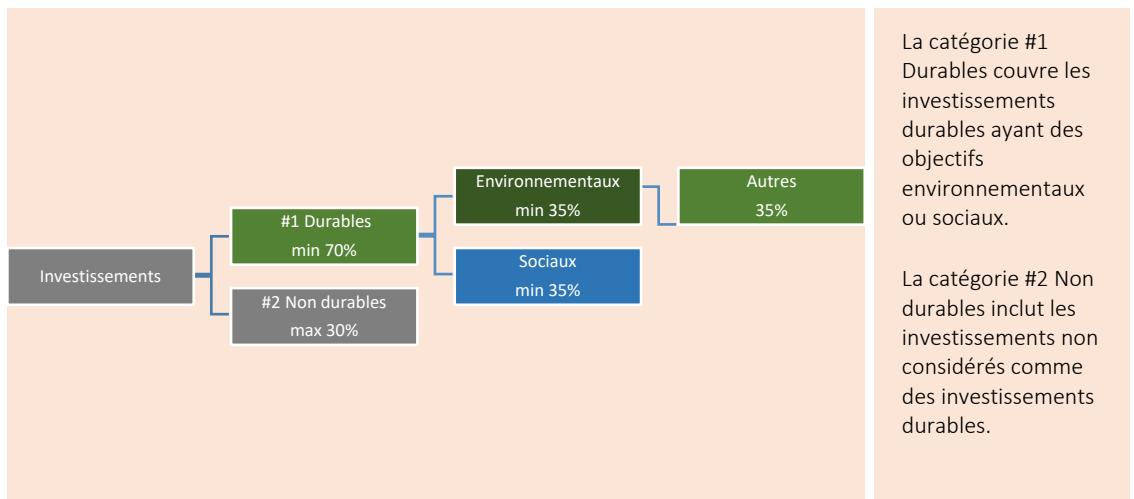 Investissements
#1 Durables
min 70%
#2 Non durables
max 30%
Environnementaux
min 35%
Sociaux
min 35%
Autres
35%
La catégorie #1
Durables couvre les
investissements
durables ayant des
objectifs
environnementaux
ou sociaux.
La catégorie #2 Non
durables inclut les
investissements non
considérés comme
des investissements
durables.